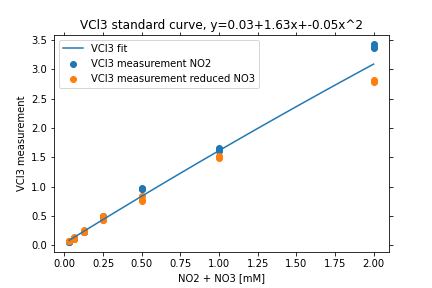 VCl3 standard curve, y=0.03+1.63x+-0.05x^2
VCl3 fit
VCl3 measurement NO2
VCl3 measurement reduced NO3
3.5
3.0
2.5
2.0
1.5
1.0
0.5
0.0
VCl3 measurement
0.00 0.25 0.50 0.75 1.00 1.25 1.50 1.75 2.00
NO2 + NO3 [mM]